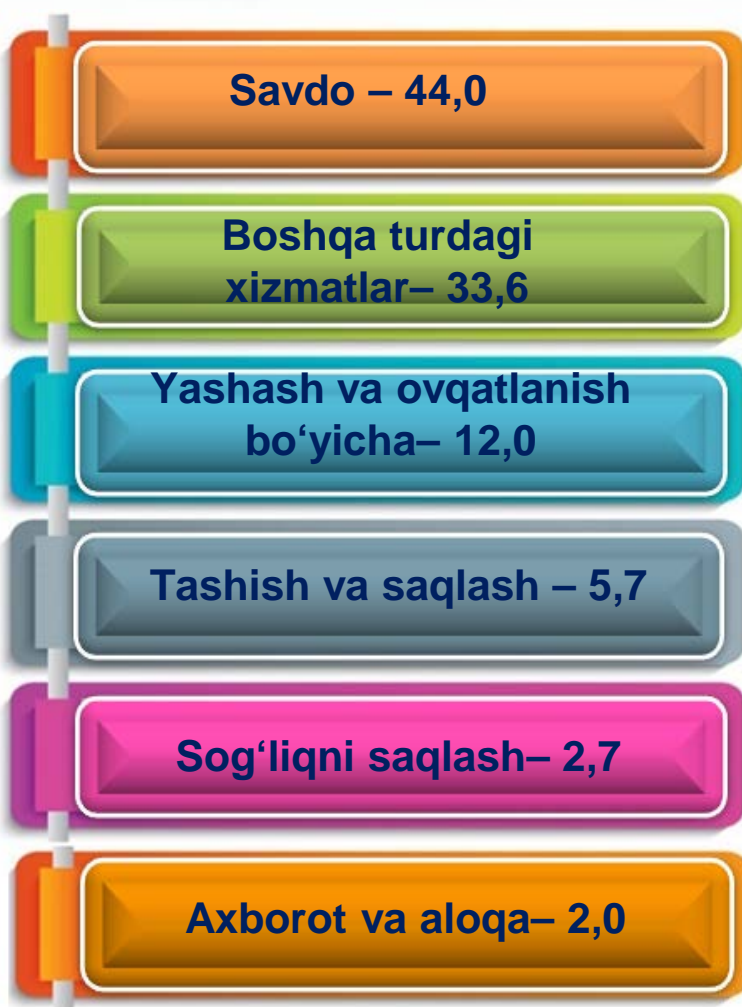 Savdo – 44,0
Boshqa turdagi
xizmatlar– 33,6
Yashash va ovqatlanish
bo‘yicha– 12,0
Tashish va saqlash – 5,7
Sog‘liqni saqlash– 2,7
Axborot va aloqa– 2,0